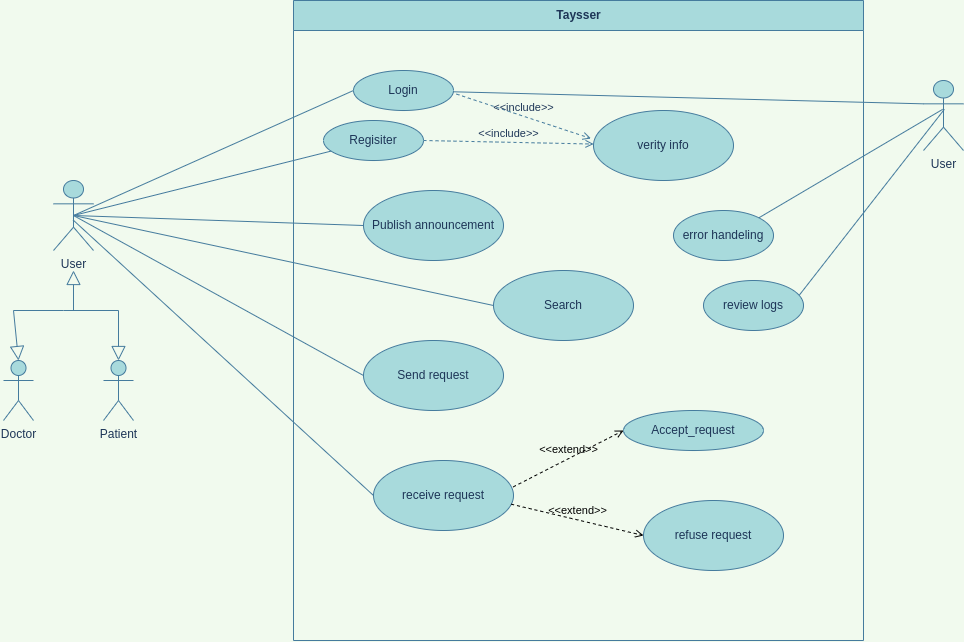 Taysser
Login
<<include>>
Regisiter
<<include>>
verity info
User
User
Publish announcement
error handeling
Search
review logs
Send request
Doctor
Patient
Accept_request
<<extend>>
receive request
<<extend>>
refuse request